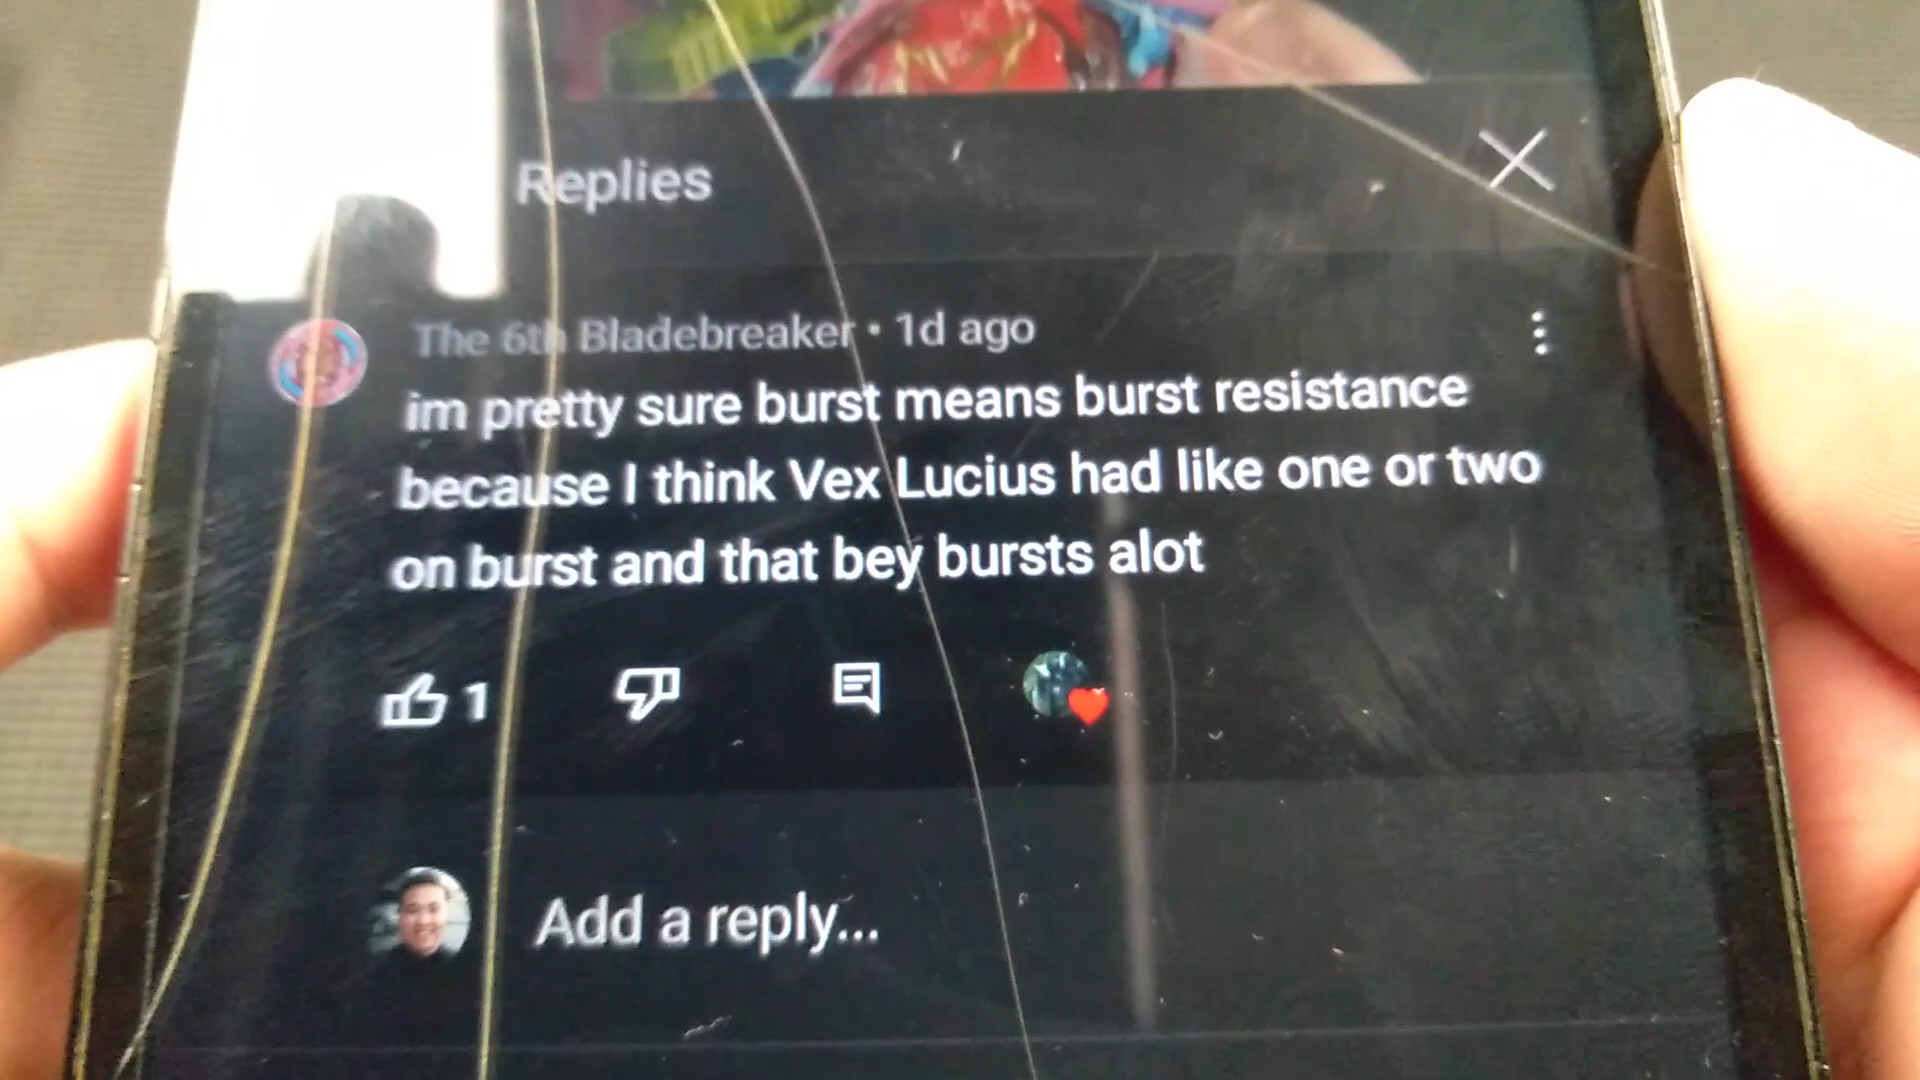 Replies
The 6th Bladebreaker • 1d ago
im pretty sure burst means burst resistance
because I think Vex Lucius had like one or two
on burst and that bey bursts alot
1
Add a reply...